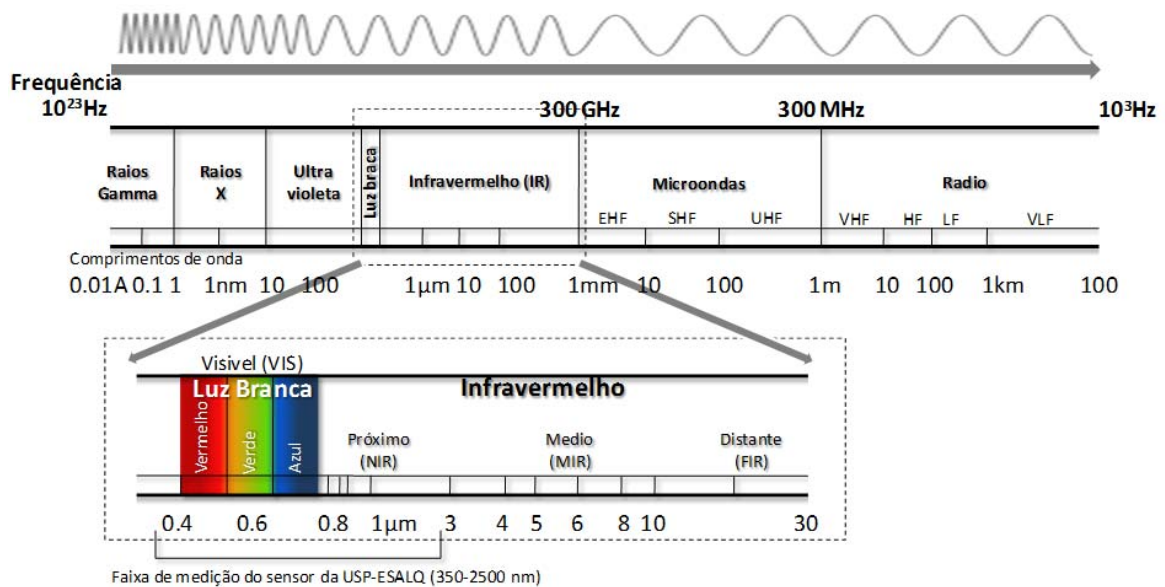 Frequência
10²³Hz 300 GHz 300 MHz 10³Hz
Raios Gamma Raios X Ultra violeta Luz braca Infravermelho (IR) Microondas Radio
EHF SHF UHF VHF HF LF VLF
Comprimentos de onda
0.01A 0.1 1 1nm 10 100 1µm 10 100 1mm 10 100 1m 10 100 1km 100
Visivel (VIS)
Luz Branca Infravermelho
Vermelho Verde Azul
Próximo (NIR) Medio (MIR) Distante (FIR)
0.4 0.6 0.8 1µm 3 4 5 6 8 10 30
Faixa de medição do sensor da USP-ESALQ (350-2500 nm)